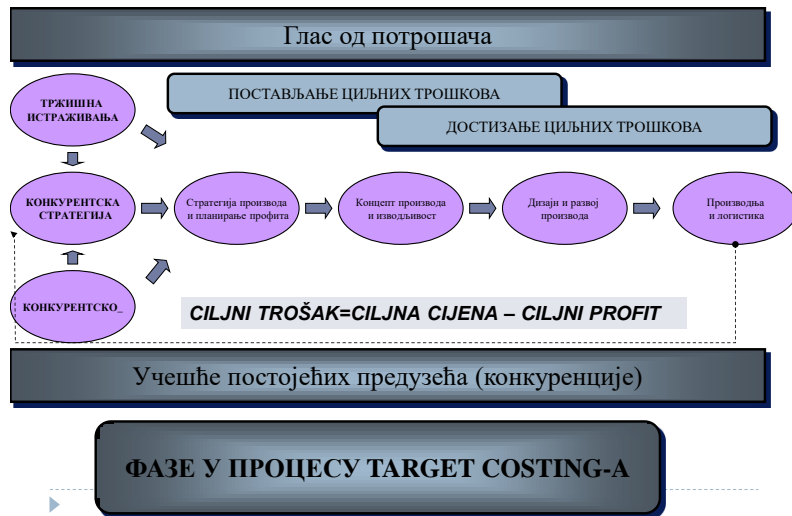 Глас од потрошача
ТРЖИШНА
ИСТРАЖИВАЊА
ПОСТАВЉАЊЕ ЦИЉНИХ ТРОШКОВА
ДОСТИЗАЊЕ ЦИЉНИХ ТРОШКОВА
КОНКУРЕНТСКА
СТРАТЕГИЈА
Стратегија производа
и планирање профита
Концепт производа
и изводљивост
Дизајн и развој
производа
Производња
и логистика
КОНКУРЕНТСКО_
CILJNI TROŠAK=CILJNA CIJENA – CILJNI PROFIT
Учешће постојећих предузећа (конкуренције)
ФАЗЕ У ПРОЦЕСУ TARGET COSTING-A